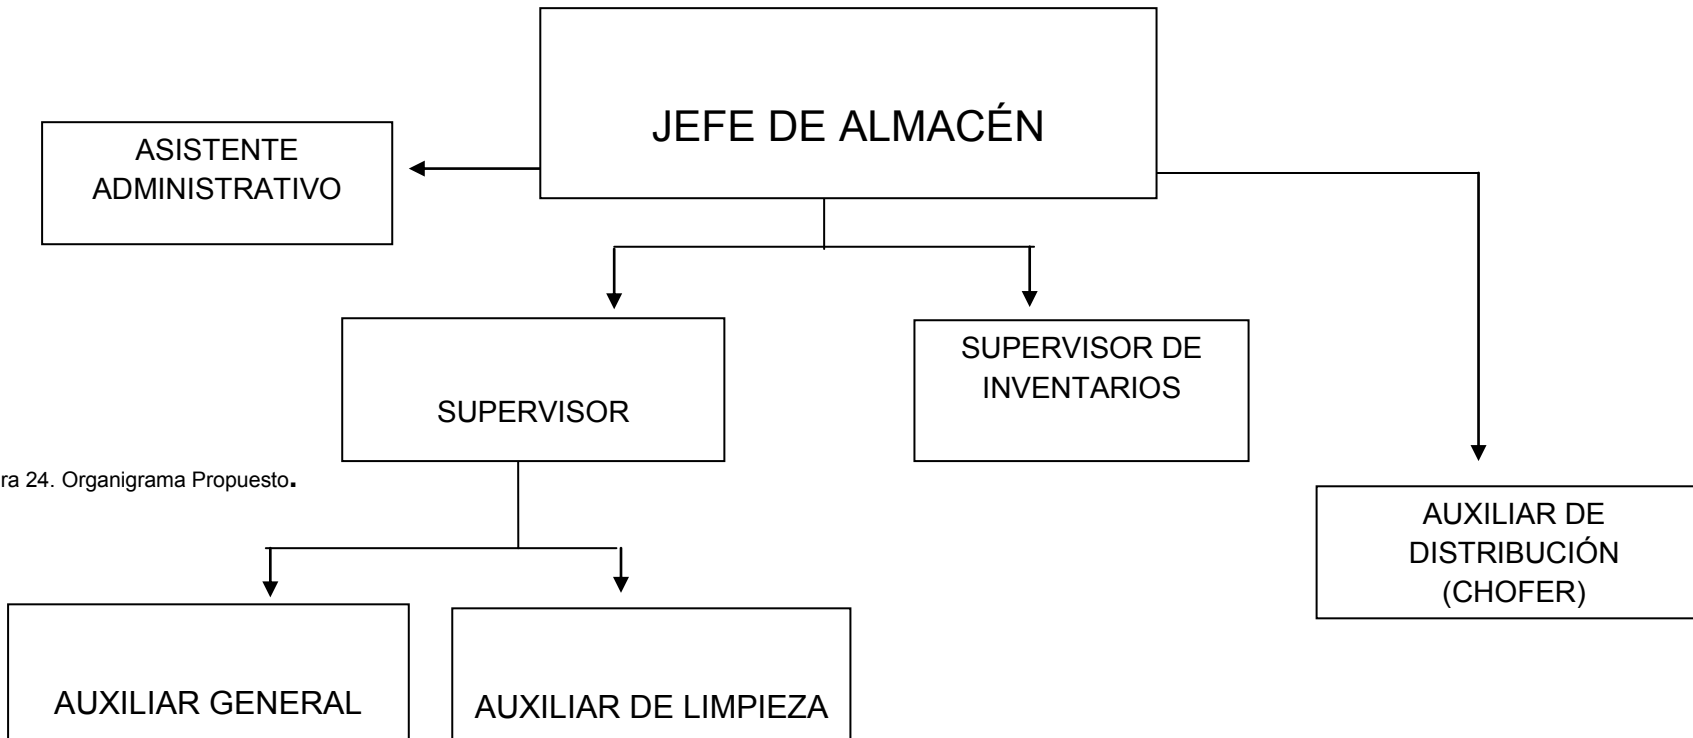 JEFE DE ALMACÉN
ASISTENTE
ADMINISTRATIVO
SUPERVISOR
SUPERVISOR DE
INVENTARIOS
ra 24. Organigrama Propuesto.
AUXILIAR DE
DISTRIBUCIÓN
(CHOFER)
AUXILIAR GENERAL
AUXILIAR DE LIMPIEZA